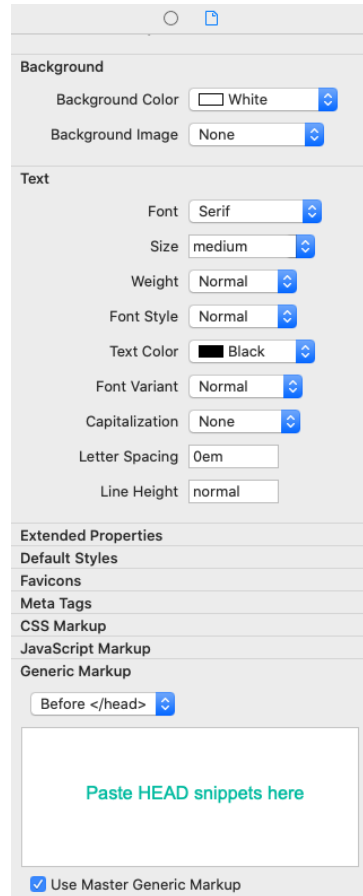 Background
Background Color White
Background Image None
Text
Font Serif
Size medium
Weight Normal
Font Style Normal
Text Color Black
Font Variant Normal
Capitalization None
Letter Spacing 0em
Line Height normal
Extended Properties
Default Styles
Favicons
Meta Tags
CSS Markup
JavaScript Markup
Generic Markup
Before </head>
Paste HEAD snippets here
Use Master Generic Markup